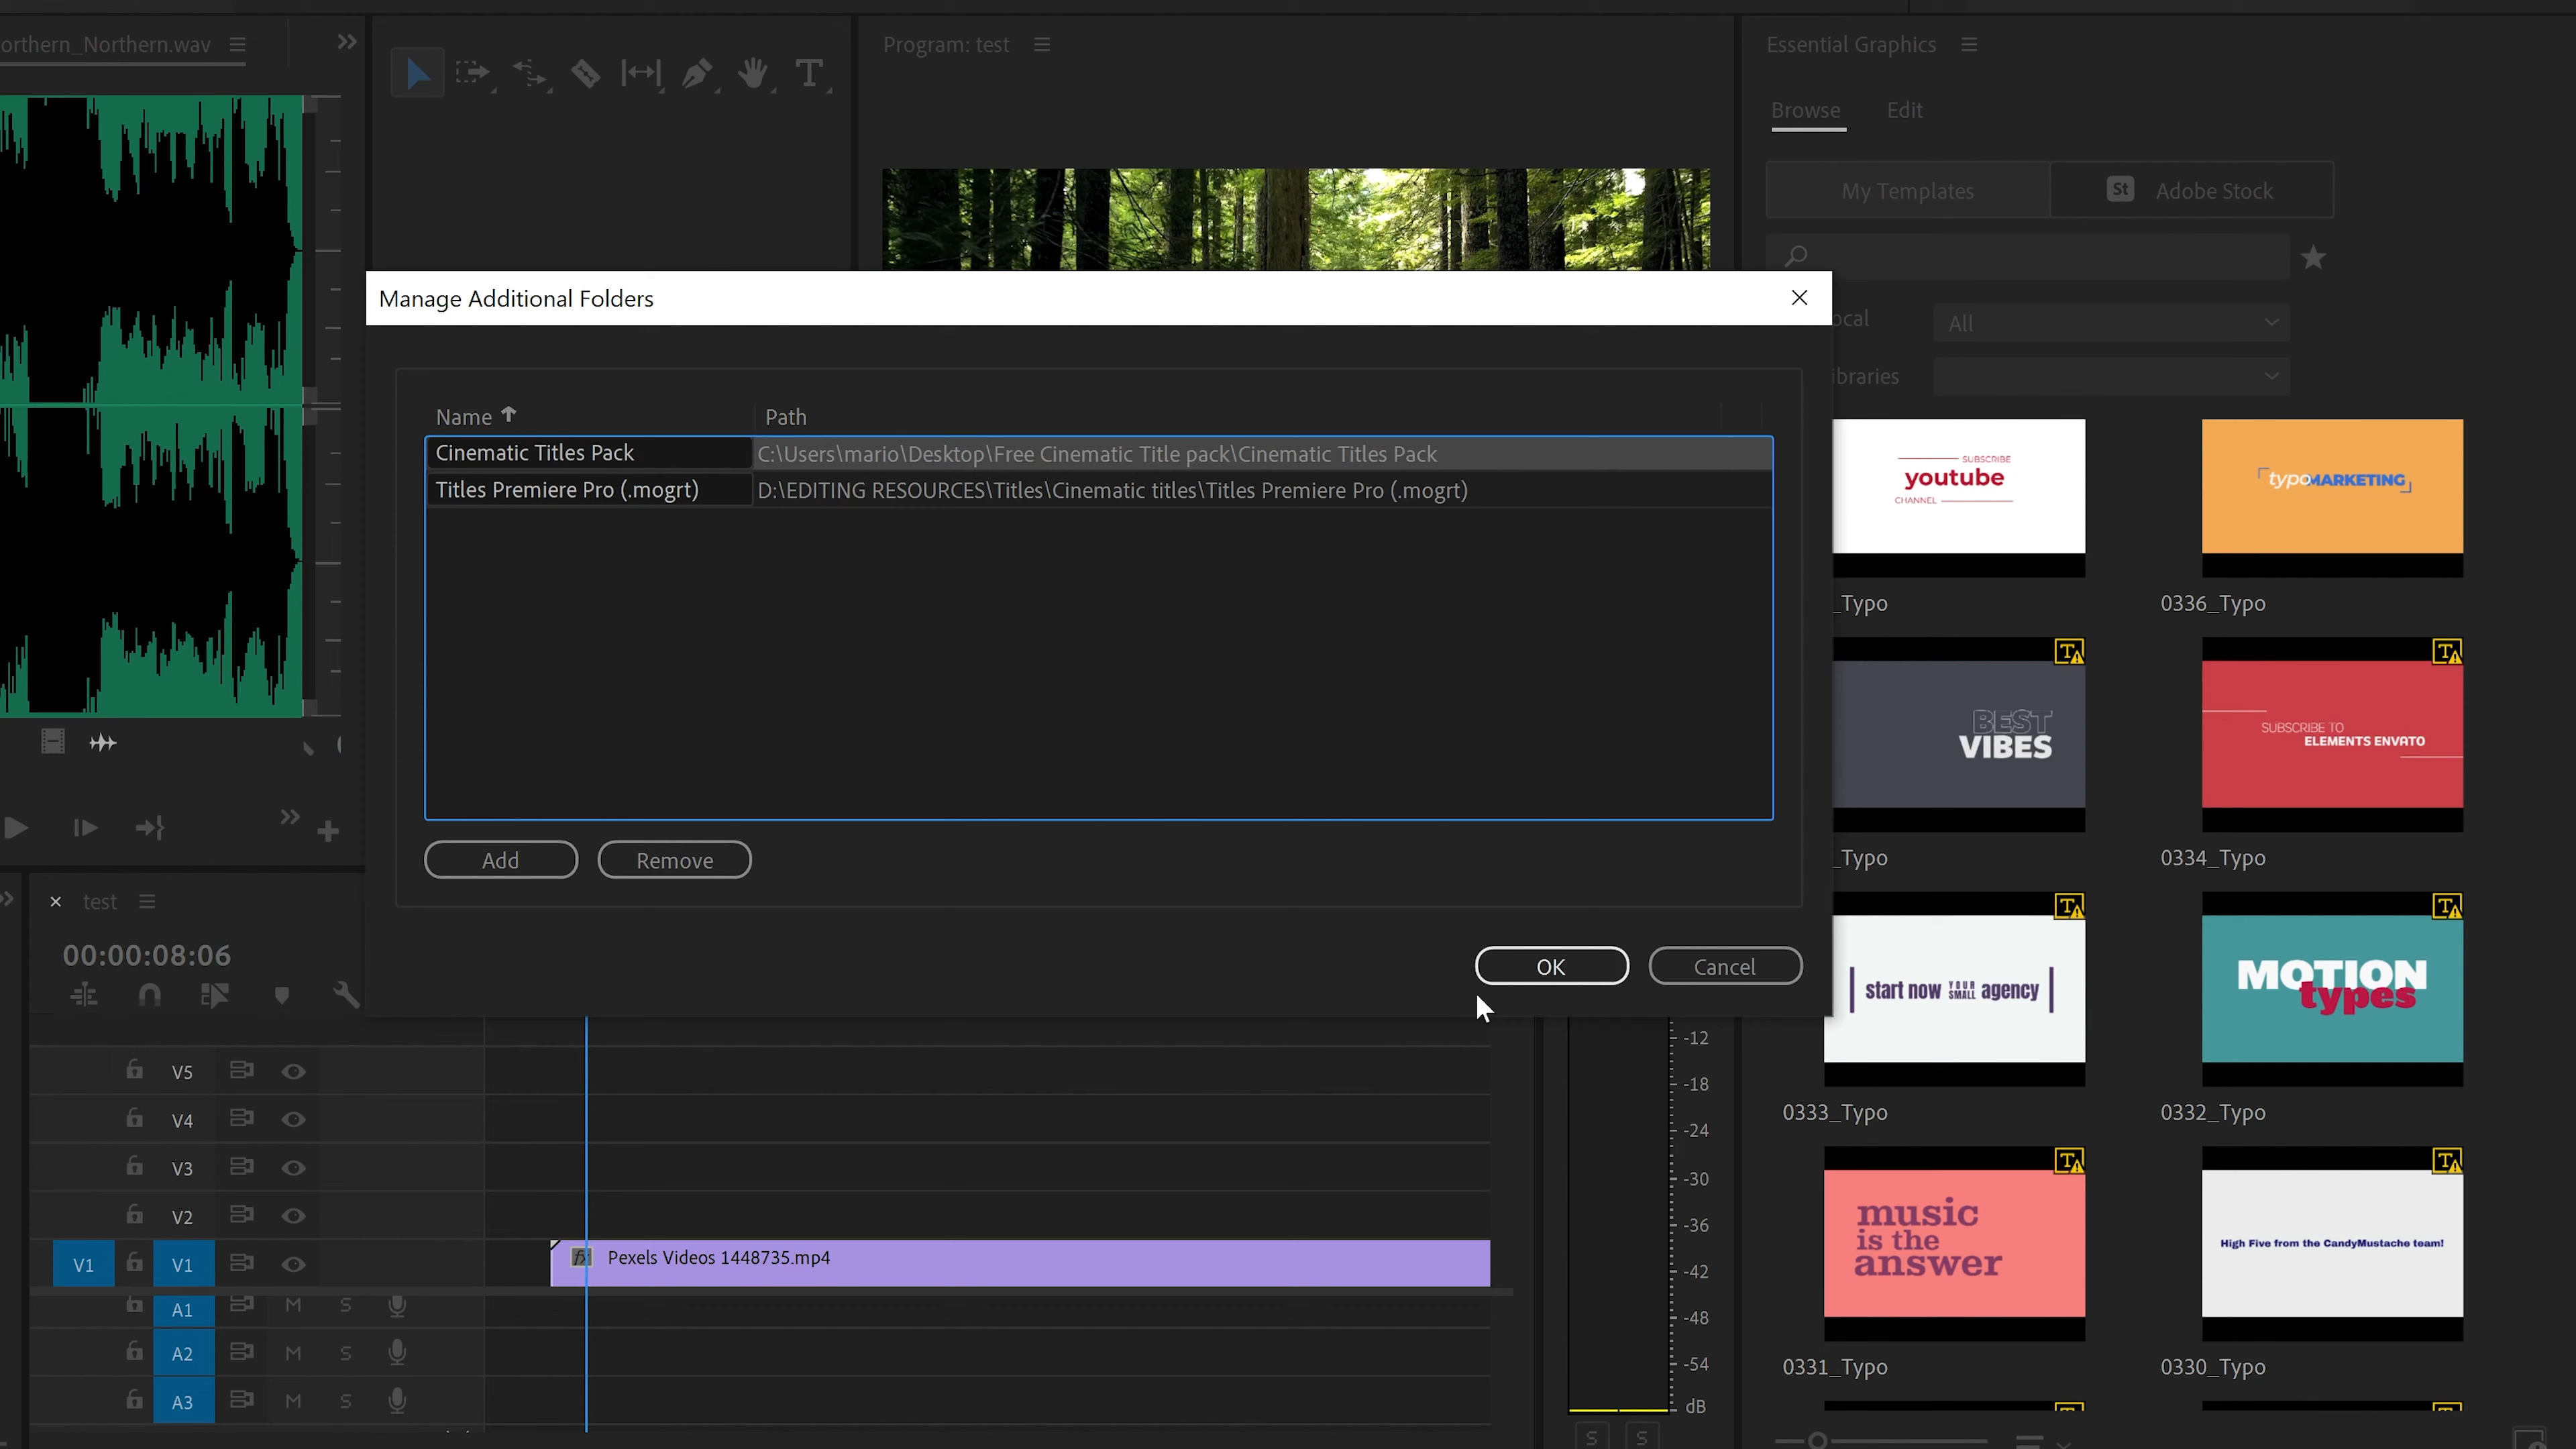 orthern_Northern.wav
Program: test
Essential Graphics
Browse
Edit
My Templates
St
Adobe Stock
Manage Additional Folders
ocal
All
ibraries
Name
Path
Cinematic Titles Pack
C:\Users\mario\Desktop\Free Cinematic Title pack\Cinematic Titles Pack
Titles Premiere Pro (.mogrt)
D:\EDITING RESOURCES\Titles\Cinematic titles\Titles Premiere Pro (.mogrt)
Add
Remove
OK
Cancel
SUBSCRIBE
youtube
CHANNEL
_Typo
typoMARKETING
0336_Typo
BEST
VIBES
_Typo
SUBSCRIBE TO
ELEMENTS ENVATO
0334_Typo
start now YOUR SMALL agency
0333_Typo
MOTION
types
0332_Typo
music
is the
answer
0331_Typo
High Five from the CandyMustache team!
0330_Typo
test
00:00:08:06
V5
V4
V3
V2
V1
V1
fx
Pexels Videos 1448735.mp4
A1
M
S
A2
M
S
A3
M
S
-12
-18
-24
-30
-36
-42
-48
-54
dB
S
S